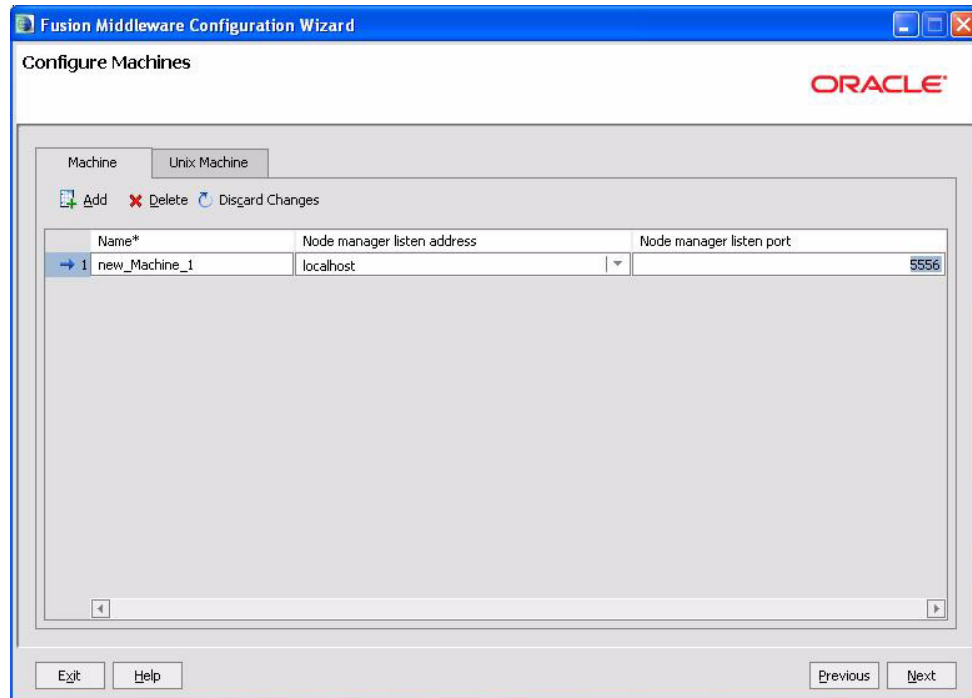 Fusion Middleware Configuration Wizard
Configure Machines
ORACLE
Machine Unix Machine
Add Delete Discard Changes
Name* Node manager listen address Node manager listen port
1 new_Machine_1 localhost 5556
Exit Help Previous Next